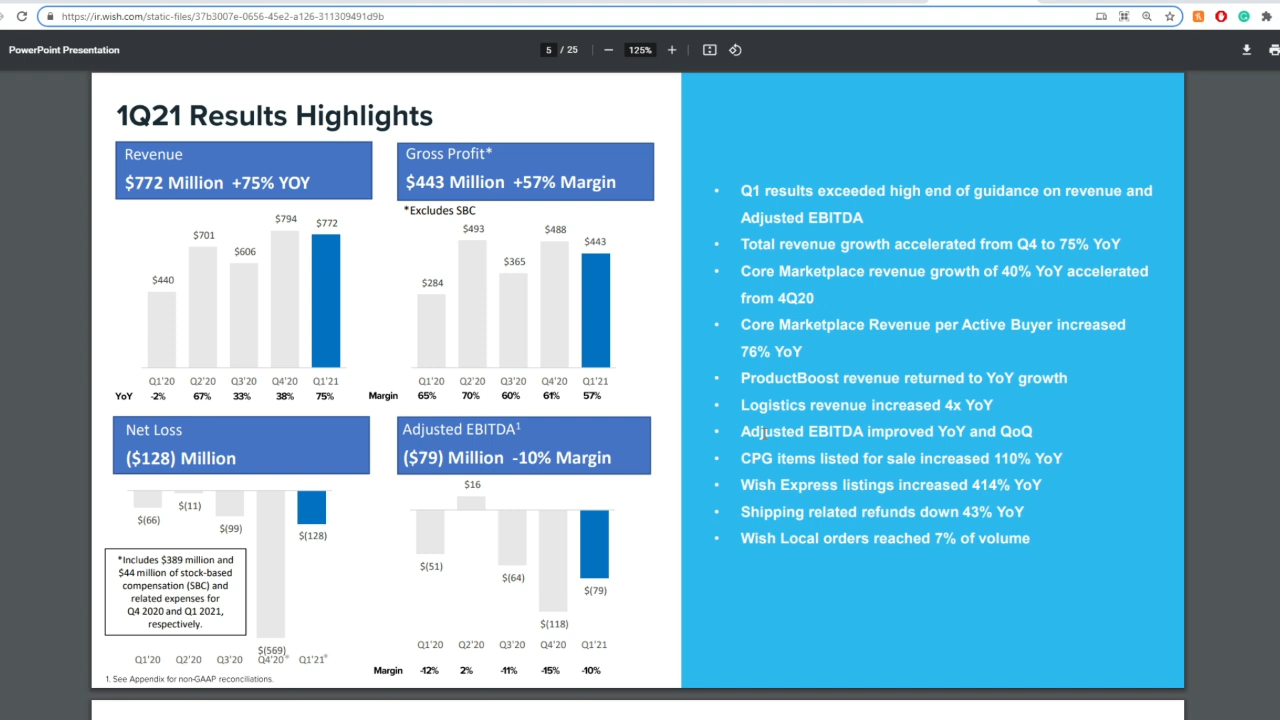 https://ir.wish.com/static-files/37b3007e-0656-45e2-a126-311309491d9b
PowerPoint Presentation
5 / 25
125%
1Q21 Results Highlights
Revenue
$772 Million +75% YOY
$440
$701
$606
$794
$772
Q1'20 Q2'20 Q3'20 Q4'20 Q1'21
YoY -2% 67% 33% 38% 75%
Gross Profit*
$443 Million +57% Margin
*Excludes SBC
$284
$493
$365
$488
$443
Q1'20 Q2'20 Q3'20 Q4'20 Q1'21
Margin 65% 70% 60% 61% 57%
Net Loss
($128) Million
$(66)
$(11)
$(99)
$(569)
$(128)
*Includes $389 million and
$44 million of stock-based
compensation (SBC) and
related expenses for
Q4 2020 and Q1 2021,
respectively.
Q1'20 Q2'20 Q3'20 Q4'20* Q1'21*
Adjusted EBITDA1
($79) Million -10% Margin
$(51)
$16
$(64)
$(118)
$(79)
Q1'20 Q2'20 Q3'20 Q4'20 Q1'21
Margin -12% 2% -11% -15% -10%
1. See Appendix for non-GAAP reconciliations.
• Q1 results exceeded high end of guidance on revenue and
Adjusted EBITDA
• Total revenue growth accelerated from Q4 to 75% YoY
• Core Marketplace revenue growth of 40% YoY accelerated
from 4Q20
• Core Marketplace Revenue per Active Buyer increased
76% YoY
• ProductBoost revenue returned to YoY growth
• Logistics revenue increased 4x YoY
• Adjusted EBITDA improved YoY and QoQ
• CPG items listed for sale increased 110% YoY
• Wish Express listings increased 414% YoY
• Shipping related refunds down 43% YoY
• Wish Local orders reached 7% of volume